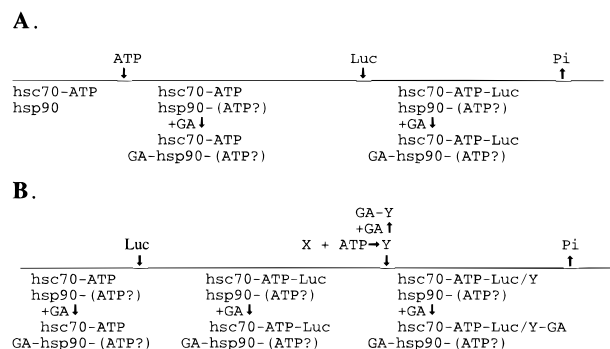 A.
ATP Luc Pi
hsc70-ATP hsc70-ATP hsc70-ATP-Luc
hsp90 hsp90-(ATP?) hsp90-(ATP?)
+GA↓ +GA↓
hsc70-ATP hsc70-ATP-Luc
GA-hsp90-(ATP?) GA-hsp90-(ATP?)
B.
GA-Y
+GA↑
Luc X + ATP→Y Pi
hsc70-ATP hsc70-ATP-Luc hsc70-ATP-Luc/Y
hsp90-(ATP?) hsp90-(ATP?) hsp90-(ATP?)
+GA↓ +GA↓ +GA↓
hsc70-ATP hsc70-ATP-Luc hsc70-ATP-Luc/Y-GA
GA-hsp90-(ATP?) GA-hsp90-(ATP?) GA-hsp90-(ATP?)